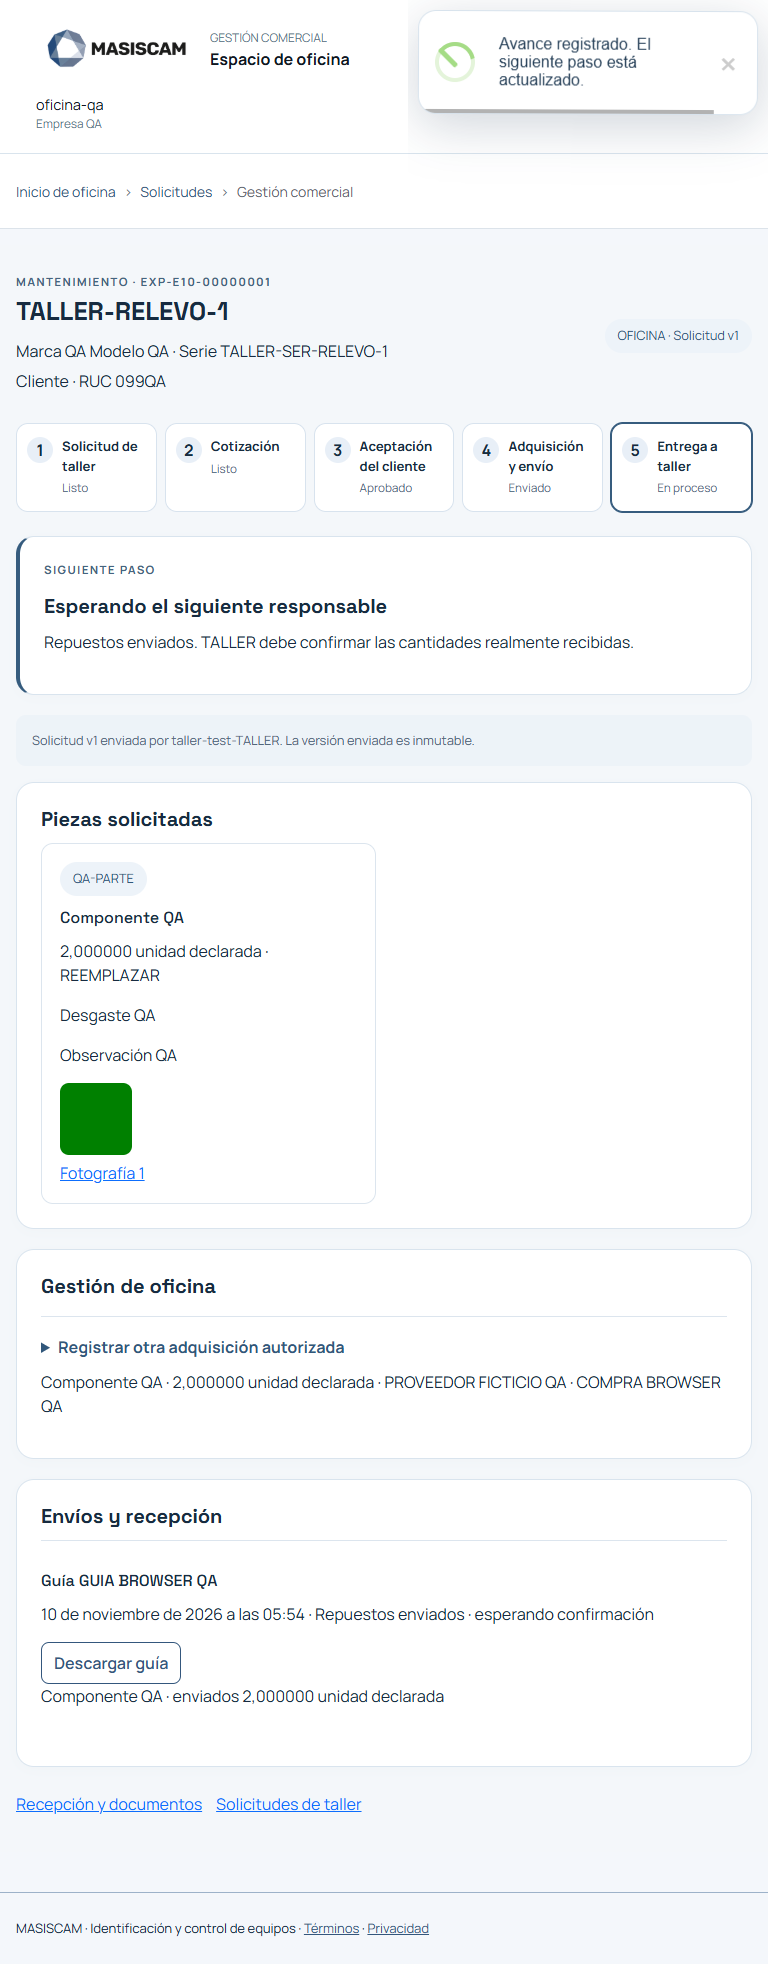 MASISCAM
GESTIÓN COMERCIAL
Espacio de oficina
Avance registrado. El
siguiente paso está
actualizado.
×
oficina-qa
Empresa QA
Inicio de oficina › Solicitudes › Gestión comercial
MANTENIMIENTO · EXP-E10-00000001
TALLER-RELEVO-1
Marca QA Modelo QA · Serie TALLER-SER-RELEVO-1
Cliente · RUC 099QA
OFICINA · Solicitud v1
1 Solicitud de
taller
Listo
2 Cotización
Listo
3 Aceptación
del cliente
Aprobado
4 Adquisición
y envío
Enviado
5 Entrega a
taller
En proceso
SIGUIENTE PASO
Esperando el siguiente responsable
Repuestos enviados. TALLER debe confirmar las cantidades realmente recibidas.
Solicitud v1 enviada por taller-test-TALLER. La versión enviada es inmutable.
Piezas solicitadas
QA-PARTE
Componente QA
2,000000 unidad declarada ·
REEMPLAZAR
Desgaste QA
Observación QA
Fotografía 1
Gestión de oficina
▶ Registrar otra adquisición autorizada
Componente QA · 2,000000 unidad declarada · PROVEEDOR FICTICIO QA · COMPRA BROWSER
QA
Envíos y recepción
Guía GUIA BROWSER QA
10 de noviembre de 2026 a las 05:54 · Repuestos enviados · esperando confirmación
Descargar guía
Componente QA · enviados 2,000000 unidad declarada
Recepción y documentos Solicitudes de taller
MASISCAM · Identificación y control de equipos · Términos · Privacidad